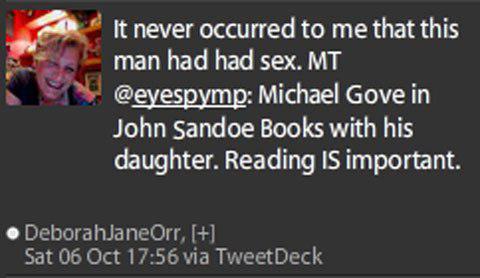 It never occurred to me that this
man had had sex. MT
@eyespymp: Michael Gove in
John Sandoe Books with his
daughter. Reading IS important.
DeborahJaneOrr, [+]
Sat 06 Oct 17:56 via TweetDeck